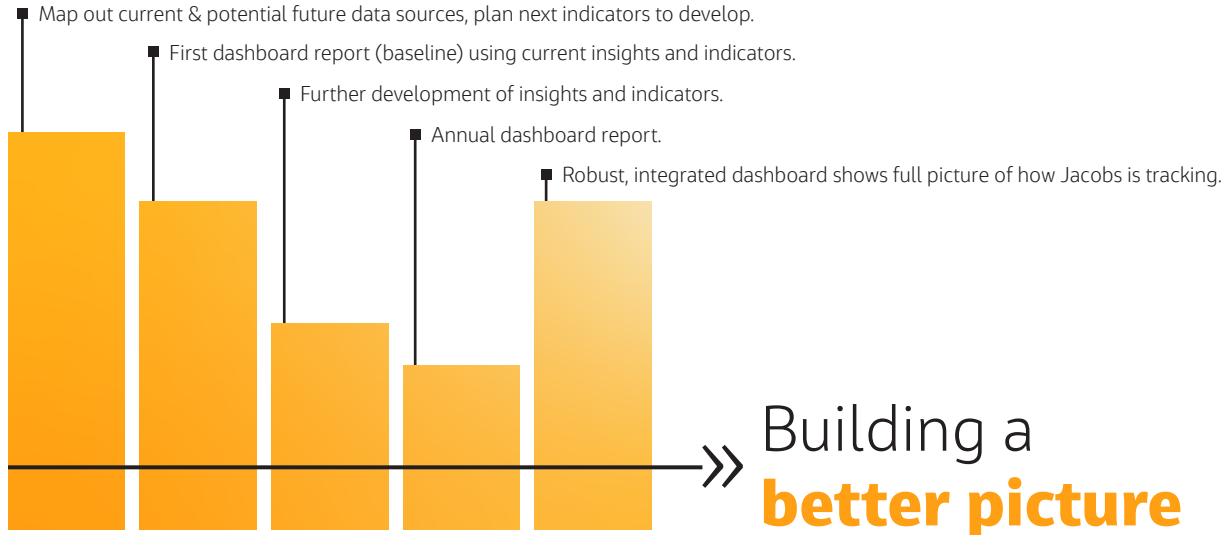 Map out current & potential future data sources, plan next indicators to develop.
First dashboard report (baseline) using current insights and indicators.
Further development of insights and indicators.
Annual dashboard report.
Robust, integrated dashboard shows full picture of how Jacobs is tracking.
Building a
better picture